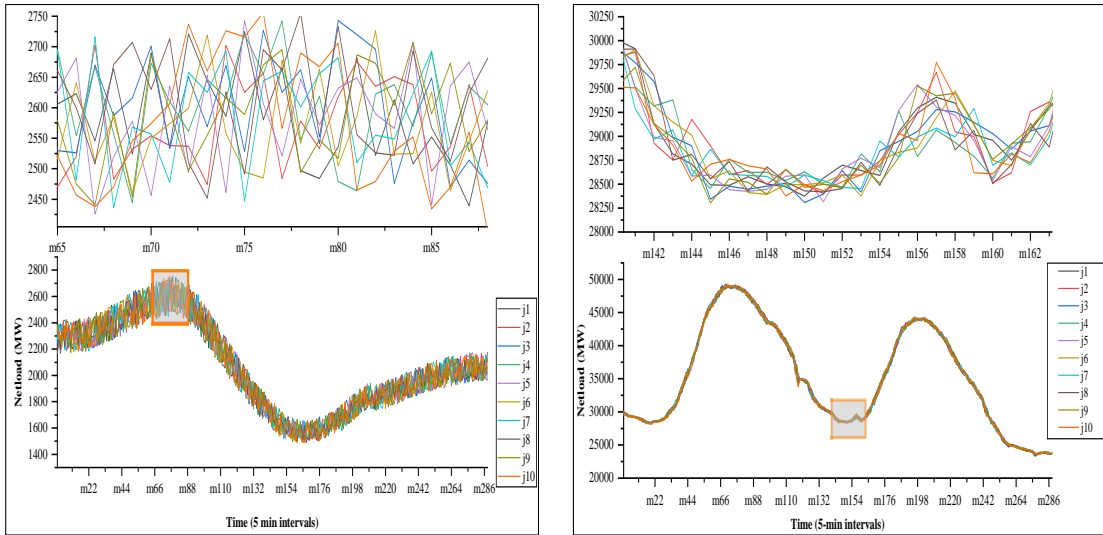 2750
2700
2650
2600
2550
2500
2450
m65 m70 m75 m80 m85
2800
2600
2400
2200
2000
1800
1600
1400
Netload (MW)
m22 m44 m66 m88 m110 m132 m154 m176 m198 m220 m242 m264 m286
Time (5 min intervals)
j1
j2
j3
j4
j5
j6
j7
j8
j9
j10
30250
30000
29750
29500
29250
29000
28750
28500
28250
28000
m142 m144 m146 m148 m150 m152 m154 m156 m158 m160 m162
50000
45000
40000
35000
30000
25000
20000
Netload (MW)
m22 m44 m66 m88 m110 m132 m154 m176 m198 m220 m242 m264 m286
Time (5-min intervals)
j1
j2
j3
j4
j5
j6
j7
j8
j9
j10